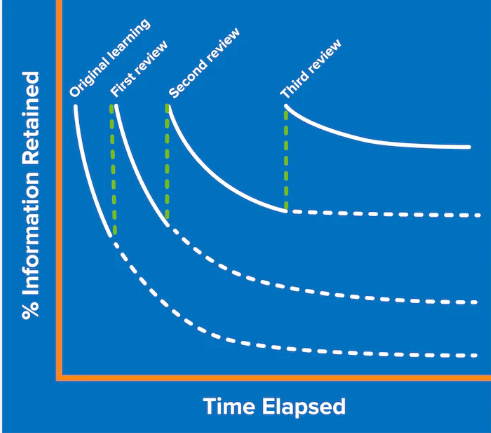 Original learning
First review
Second review
Third review
% Information Retained
Time Elapsed